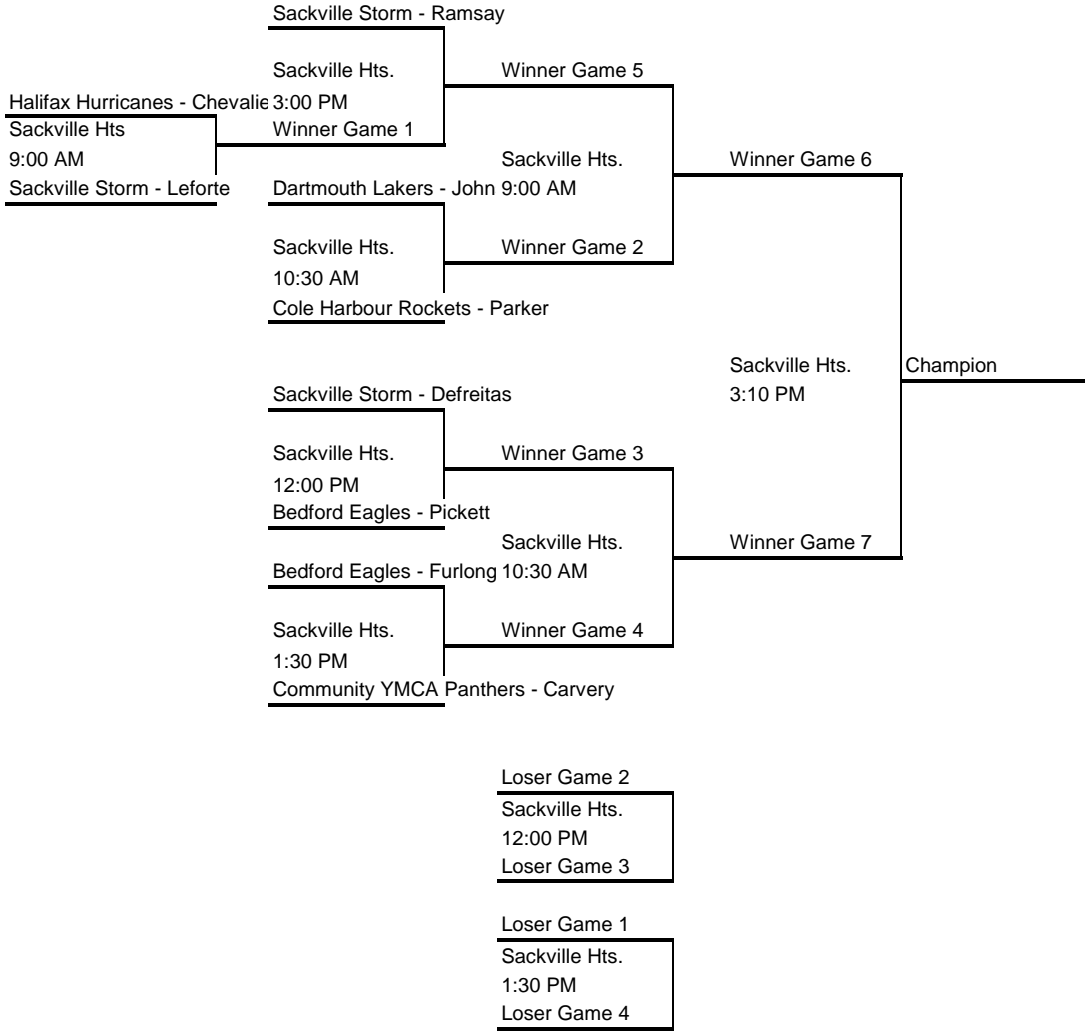 Sackville Storm - Ramsay
Sackville Hts.
Winner Game 5
Halifax Hurricanes - Chevalie
3:00 PM
Sackville Hts
Winner Game 1
9:00 AM
Sackville Hts.
Winner Game 6
Sackville Storm - Leforte
Dartmouth Lakers - John
9:00 AM
Sackville Hts.
Winner Game 2
10:30 AM
Cole Harbour Rockets - Parker
Sackville Hts.
Champion
Sackville Storm - Defreitas
3:10 PM
Sackville Hts.
Winner Game 3
12:00 PM
Bedford Eagles - Pickett
Sackville Hts.
Winner Game 7
Bedford Eagles - Furlong
10:30 AM
Sackville Hts.
Winner Game 4
1:30 PM
Community YMCA Panthers - Carvery
Loser Game 2
Sackville Hts.
12:00 PM
Loser Game 3
Loser Game 1
Sackville Hts.
1:30 PM
Loser Game 4